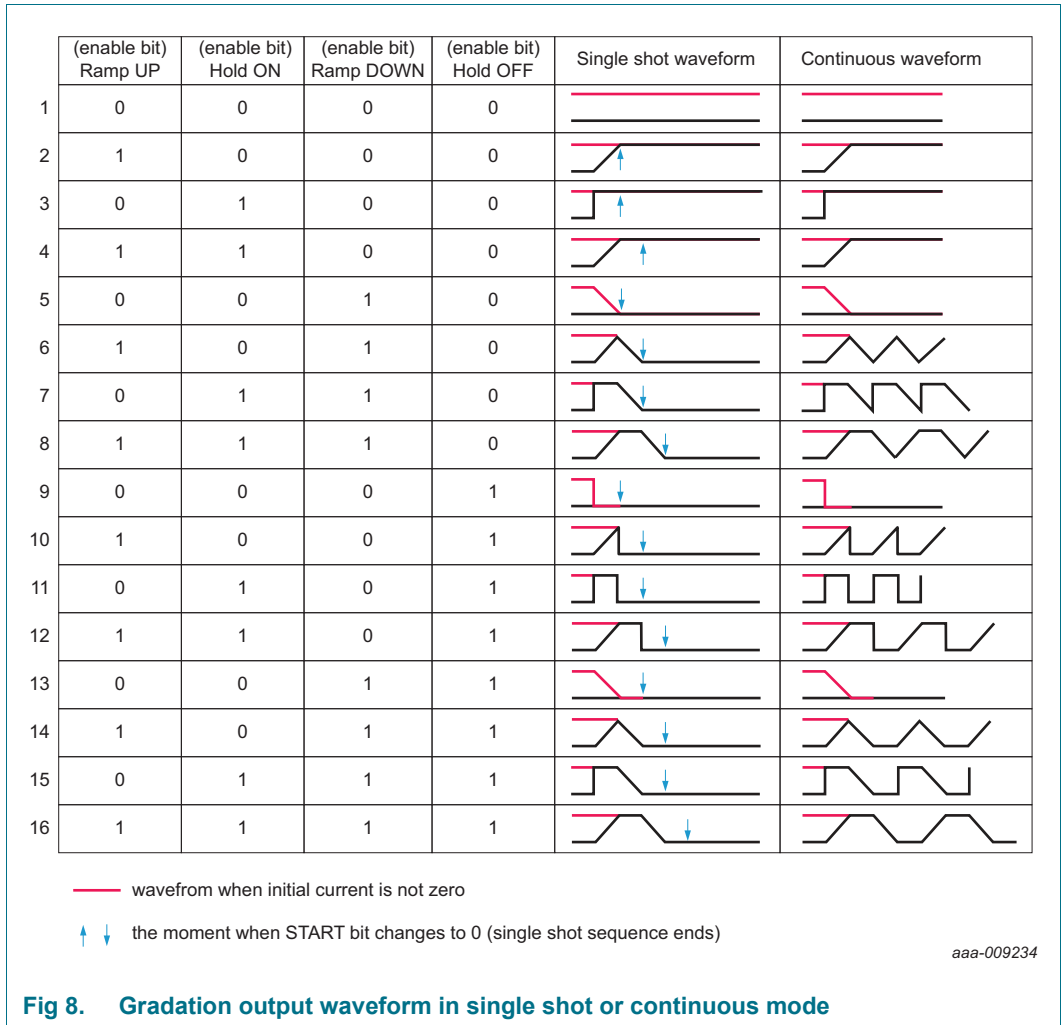 (enable bit) Ramp UP (enable bit) Hold ON (enable bit) Ramp DOWN (enable bit) Hold OFF Single shot waveform Continuous waveform
1 0 0 0 0
2 1 0 0 0
3 0 1 0 0
4 1 1 0 0
5 0 0 1 0
6 1 0 1 0
7 0 1 1 0
8 1 1 1 0
9 0 0 0 1
10 1 0 0 1
11 0 1 0 1
12 1 1 0 1
13 0 0 1 1
14 1 0 1 1
15 0 1 1 1
16 1 1 1 1
wavefrom when initial current is not zero
the moment when START bit changes to 0 (single shot sequence ends)
aaa-009234
Fig 8. Gradation output waveform in single shot or continuous mode